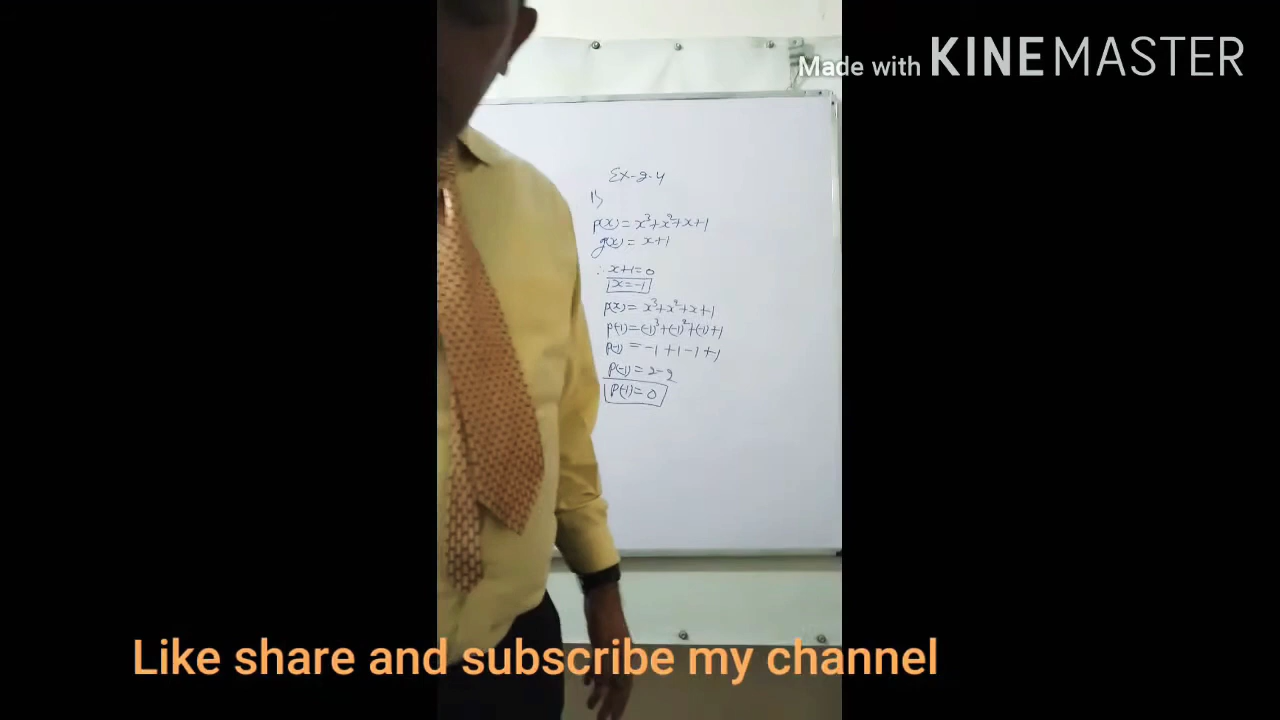 Made with KINEMASTER
Ex-2.4
1)
p(x) = x³+x²+x+1
g(x) = x+1
∴ x+1=0
x=-1
p(x) = x³+x²+x+1
p(-1)=(-1)³+(-1)²+(-1)+1
p(-1) = -1+1-1+1
p(-1) = 2-2
p(-1)= 0
Like share and subscribe my channel